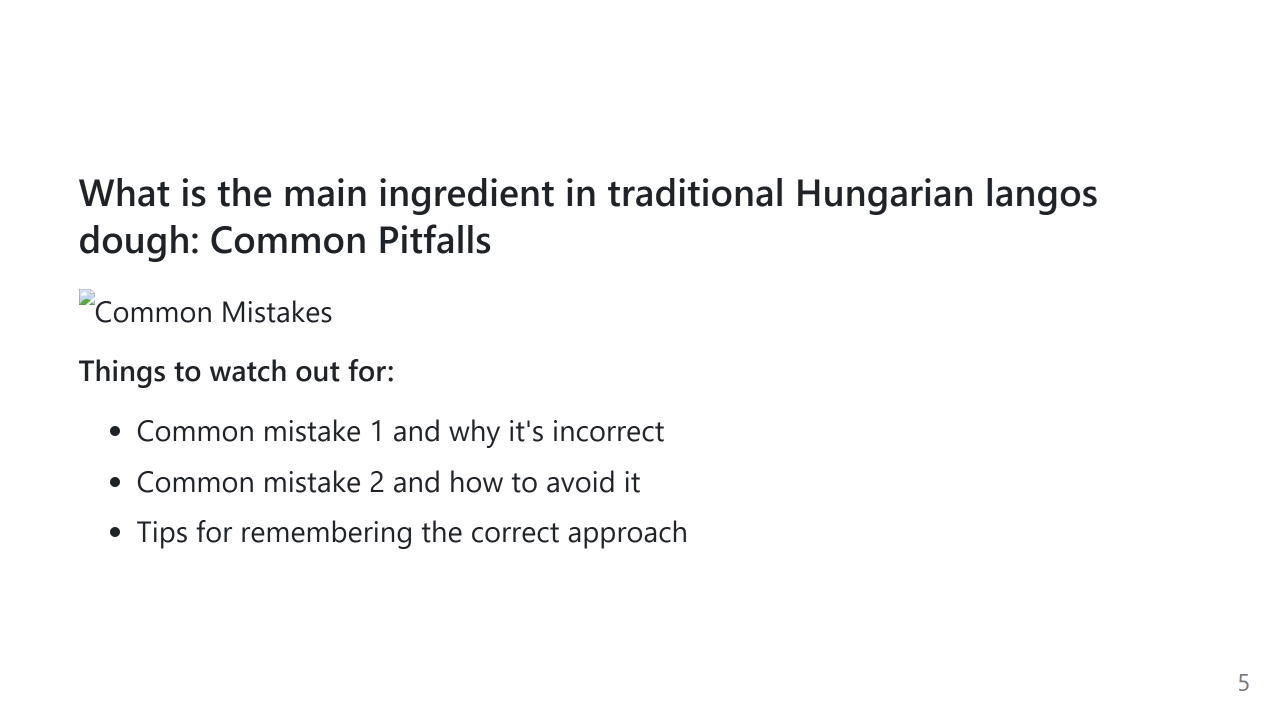 What is the main ingredient in traditional Hungarian langos
dough: Common Pitfalls
Common Mistakes
Things to watch out for:
• Common mistake 1 and why it's incorrect
• Common mistake 2 and how to avoid it
• Tips for remembering the correct approach
5